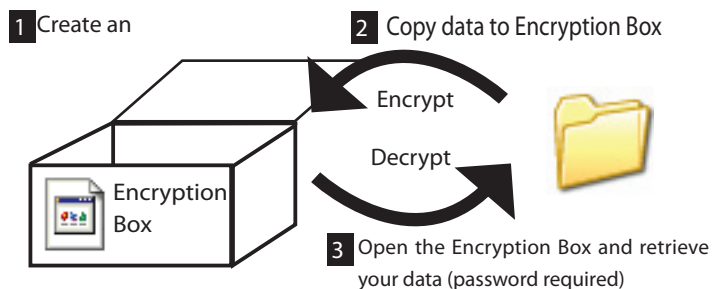 1 Create an
2 Copy data to Encryption Box
Encrypt
Decrypt
Encryption
Box
3 Open the Encryption Box and retrieve
your data (password required)